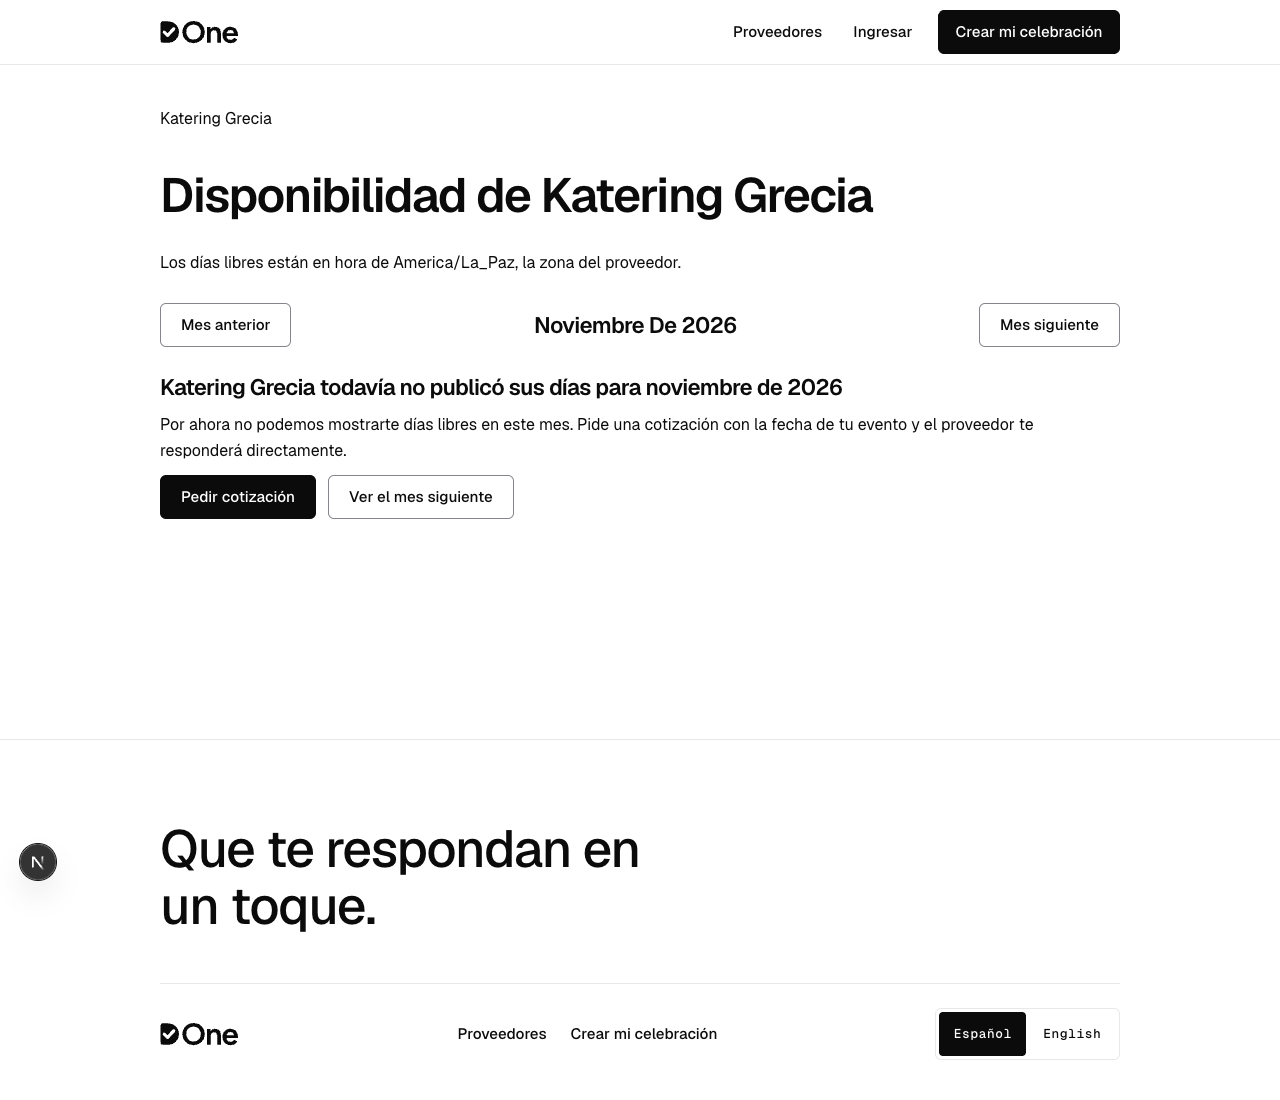 One
Proveedores
Ingresar
Crear mi celebración
Katering Grecia
Disponibilidad de Katering Grecia
Los días libres están en hora de America/La_Paz, la zona del proveedor.
Mes anterior
Noviembre De 2026
Mes siguiente
Katering Grecia todavía no publicó sus días para noviembre de 2026
Por ahora no podemos mostrarte días libres en este mes. Pide una cotización con la fecha de tu evento y el proveedor te
responderá directamente.
Pedir cotización
Ver el mes siguiente
Que te respondan en
un toque.
N
One
Proveedores
Crear mi celebración
Español
English